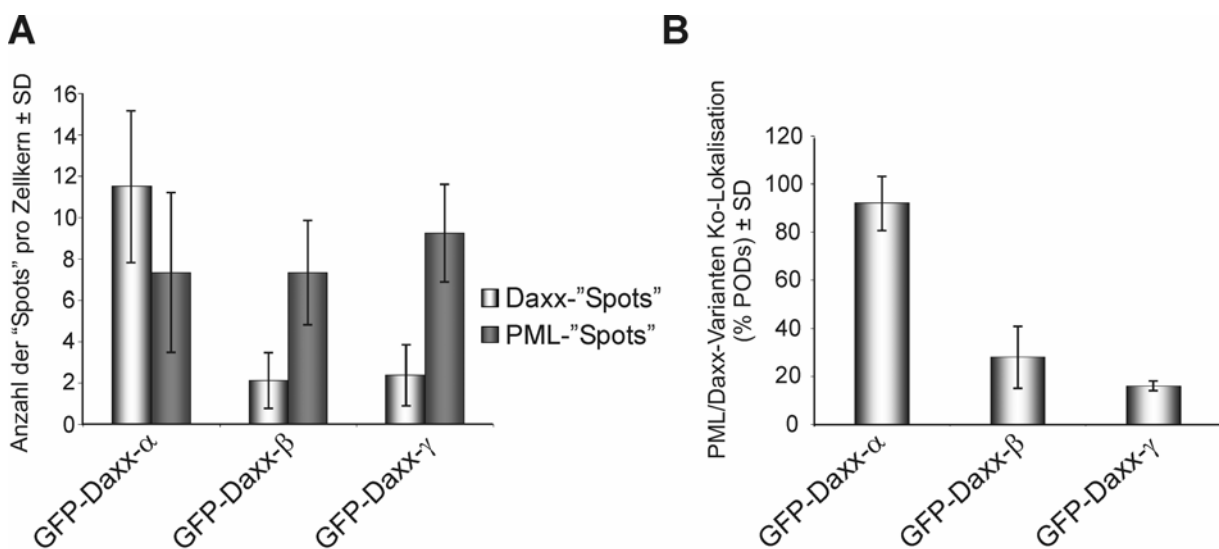 A
Anzahl der “Spots” pro Zellkern ± SD
16
14
12
10
8
6
4
2
0
GFP-Daxx-α
GFP-Daxx-β
GFP-Daxx-γ
Daxx-”Spots”
PML-”Spots”
B
PML/Daxx-Varianten Ko-Lokalisation
(% PODs) ± SD
120
100
80
60
40
20
0
GFP-Daxx-α
GFP-Daxx-β
GFP-Daxx-γ